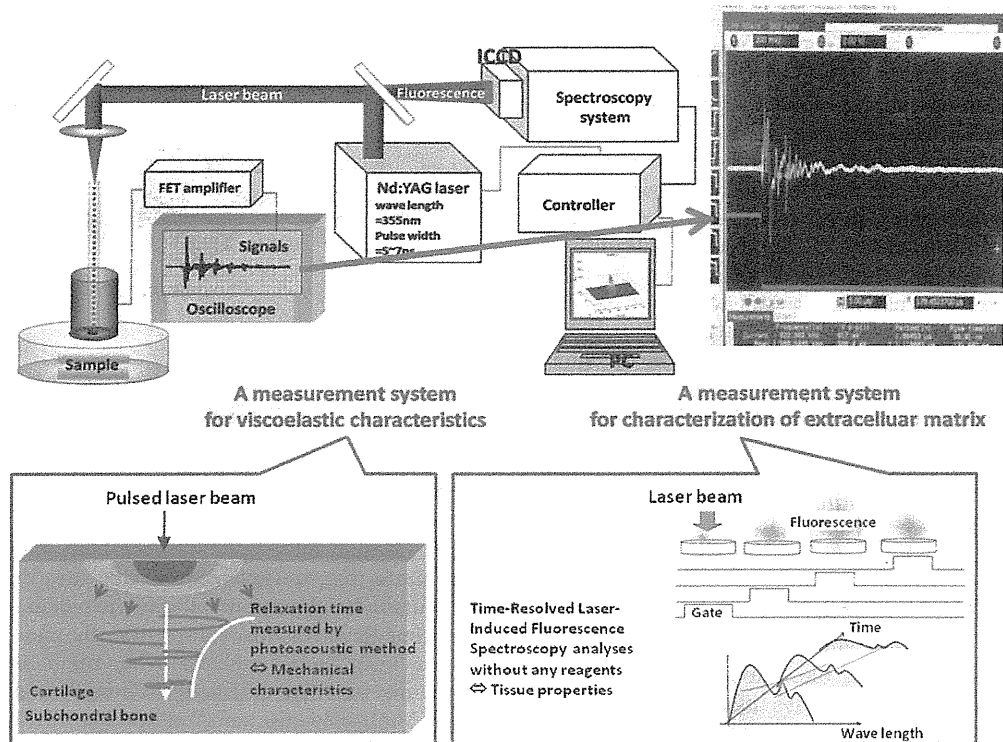 ICCD
Laser beam
Fluorescence
Spectroscopy
system
FET amplifier
Nd:YAG laser
wave length
=355nm
Pulse width
=5~7ns
Controller
Signals
Oscilloscope
Sample
PC
A measurement system
for viscoelastic characteristics
A measurement system
for characterization of extracelluar matrix
Pulsed laser beam
Relaxation time
measured by
photoacoustic method
⇔ Mechanical
characteristics
Cartilage
Subchondral bone
Laser beam
Fluorescence
Gate
Time-Resolved Laser-
Induced Fluorescence
Spectroscopy analyses
without any reagents
⇔ Tissue properties
Time
Wave length